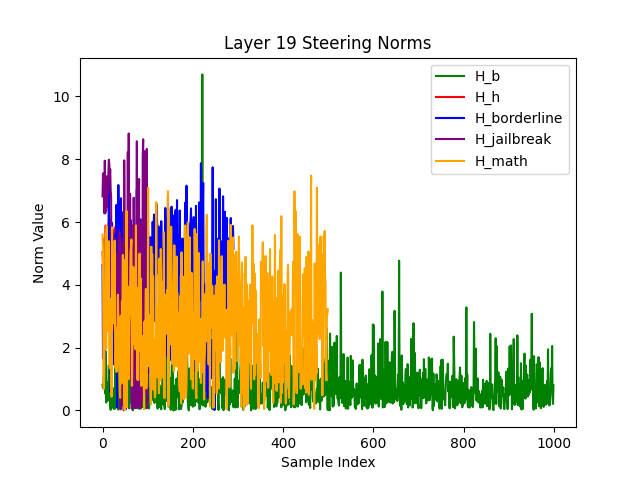 Layer 19 Steering Norms
H_b
H_h
H_borderline
H_jailbreak
H_math
10
8
6
4
2
0
Norm Value
0 200 400 600 800 1000
Sample Index